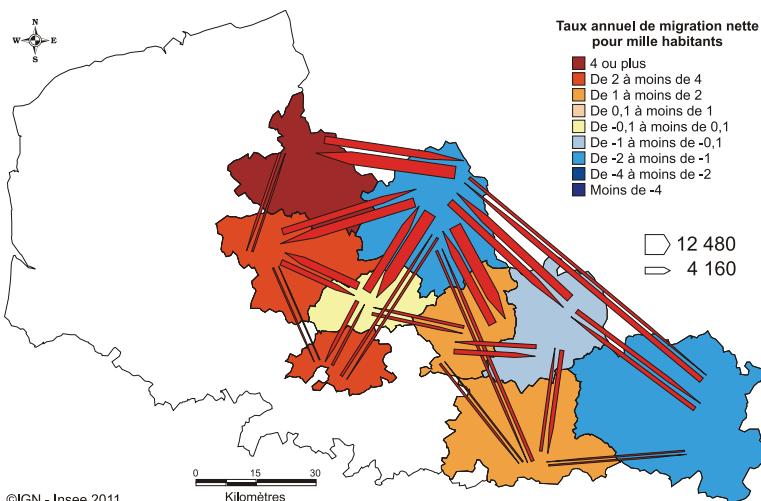 N
W E
S
Taux annuel de migration nette
pour mille habitants
4 ou plus
De 2 à moins de 4
De 1 à moins de 2
De 0,1 à moins de 1
De -0,1 à moins de 0,1
De -1 à moins de -0,1
De -2 à moins de -1
De -4 à moins de -2
Moins de -4
12 480
4 160
0 15 30
Kilomètres
©IGN - Insee 2011